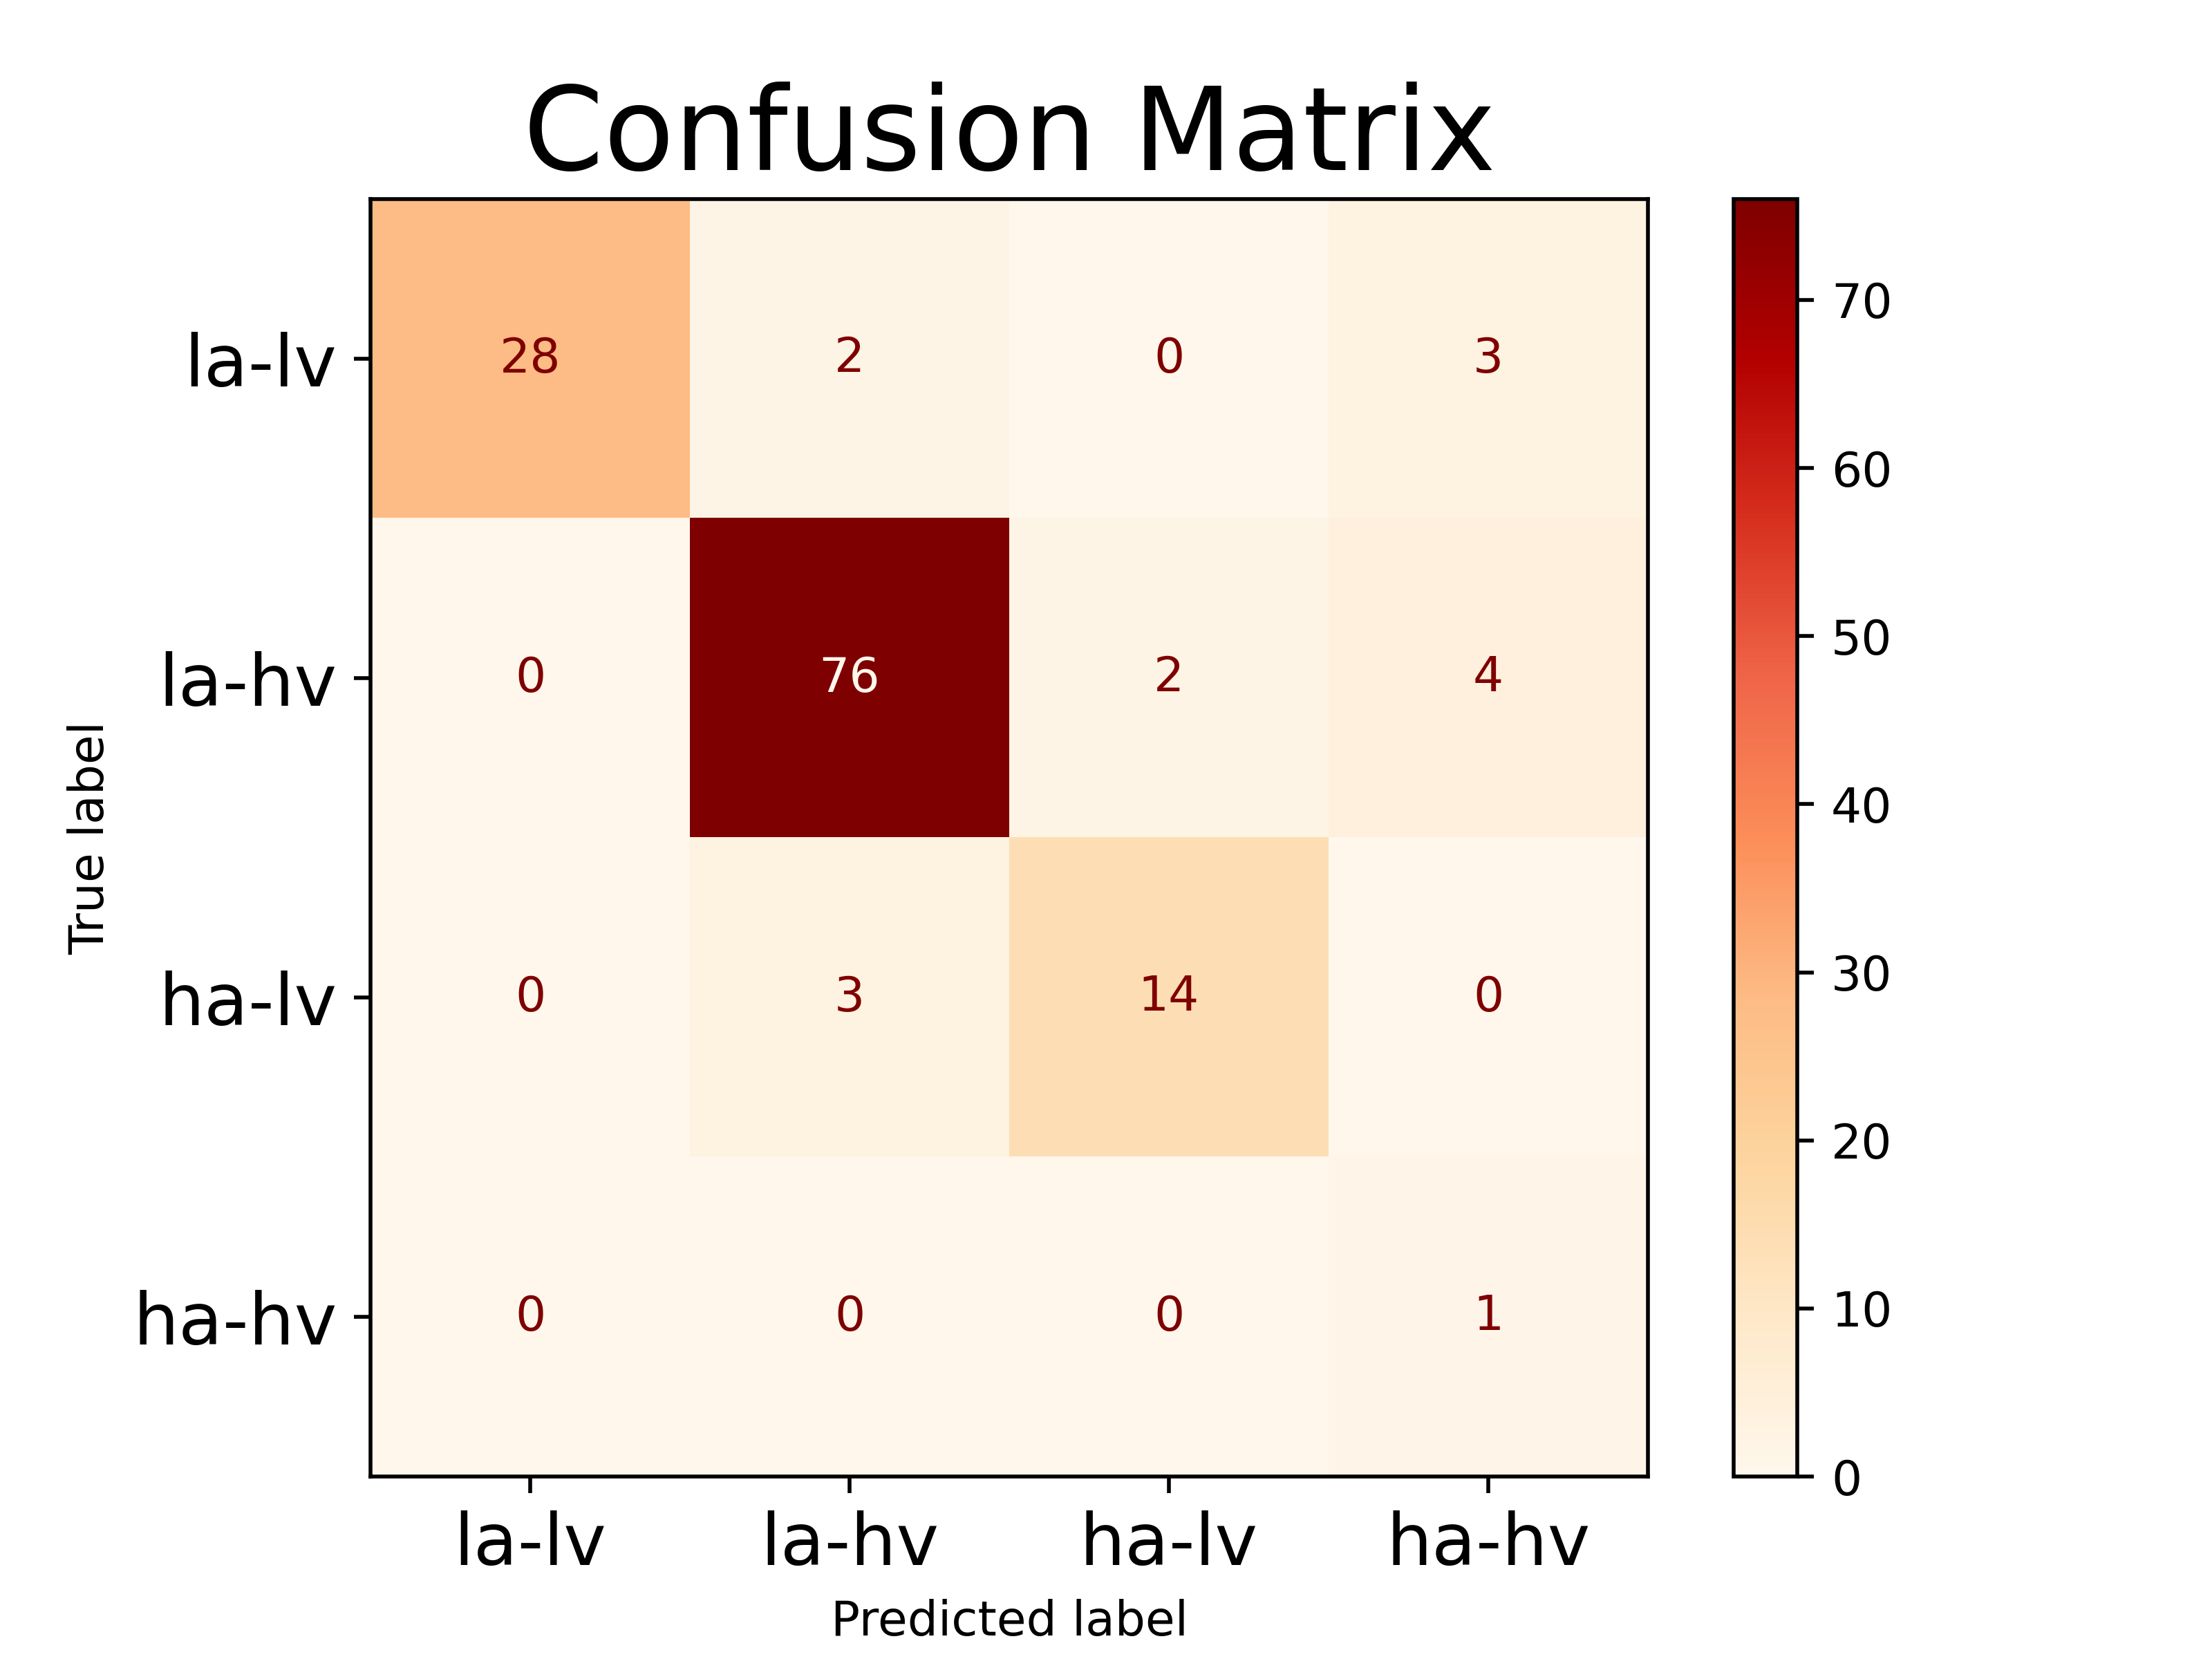 Confusion Matrix
la-lv 28 2 0 3
la-hv 0 76 2 4
ha-lv 0 3 14 0
ha-hv 0 0 0 1
la-lv la-hv ha-lv ha-hv
Predicted label
True label
70
60
50
40
30
20
10
0